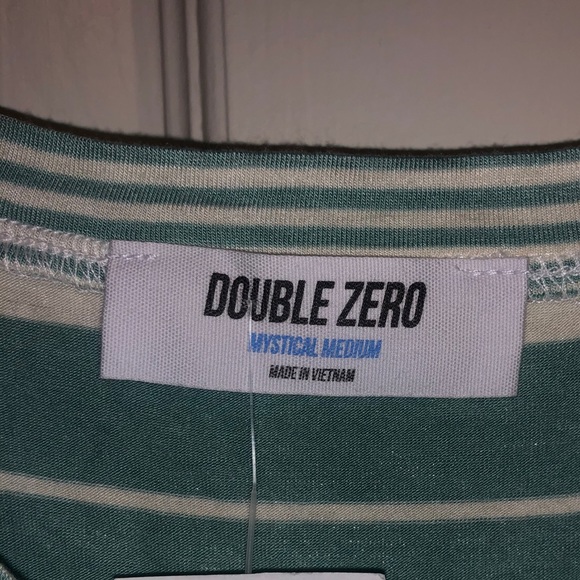 DOUBLE ZERO
MYSTICAL MEDIUM
MADE IN VIETNAM